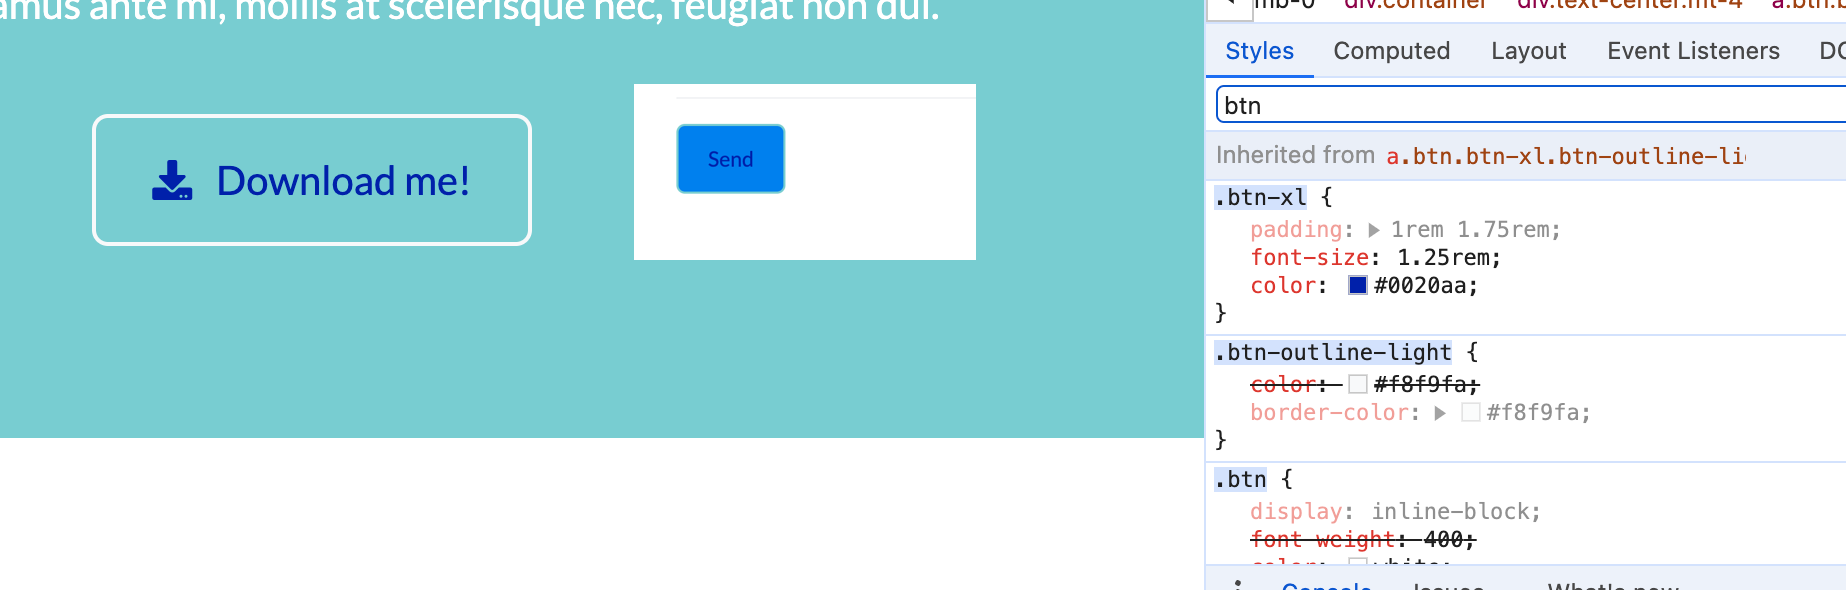 amus ante mi, mollis at scelerisque nec, feugiat non dui.
Download me!
Send
mb-0 div.container div.text-center.mt-4 a.btn.b
Styles Computed Layout Event Listeners DO
btn
Inherited from a.btn.btn-xl.btn-outline-li
.btn-xl {
padding: 1rem 1.75rem;
font-size: 1.25rem;
color: #0020aa;
}
.btn-outline-light {
color: #f8f9fa;
border-color: #f8f9fa;
}
.btn {
display: inline-block;
font-weight: 400;
color: white;
Console Issues What's new